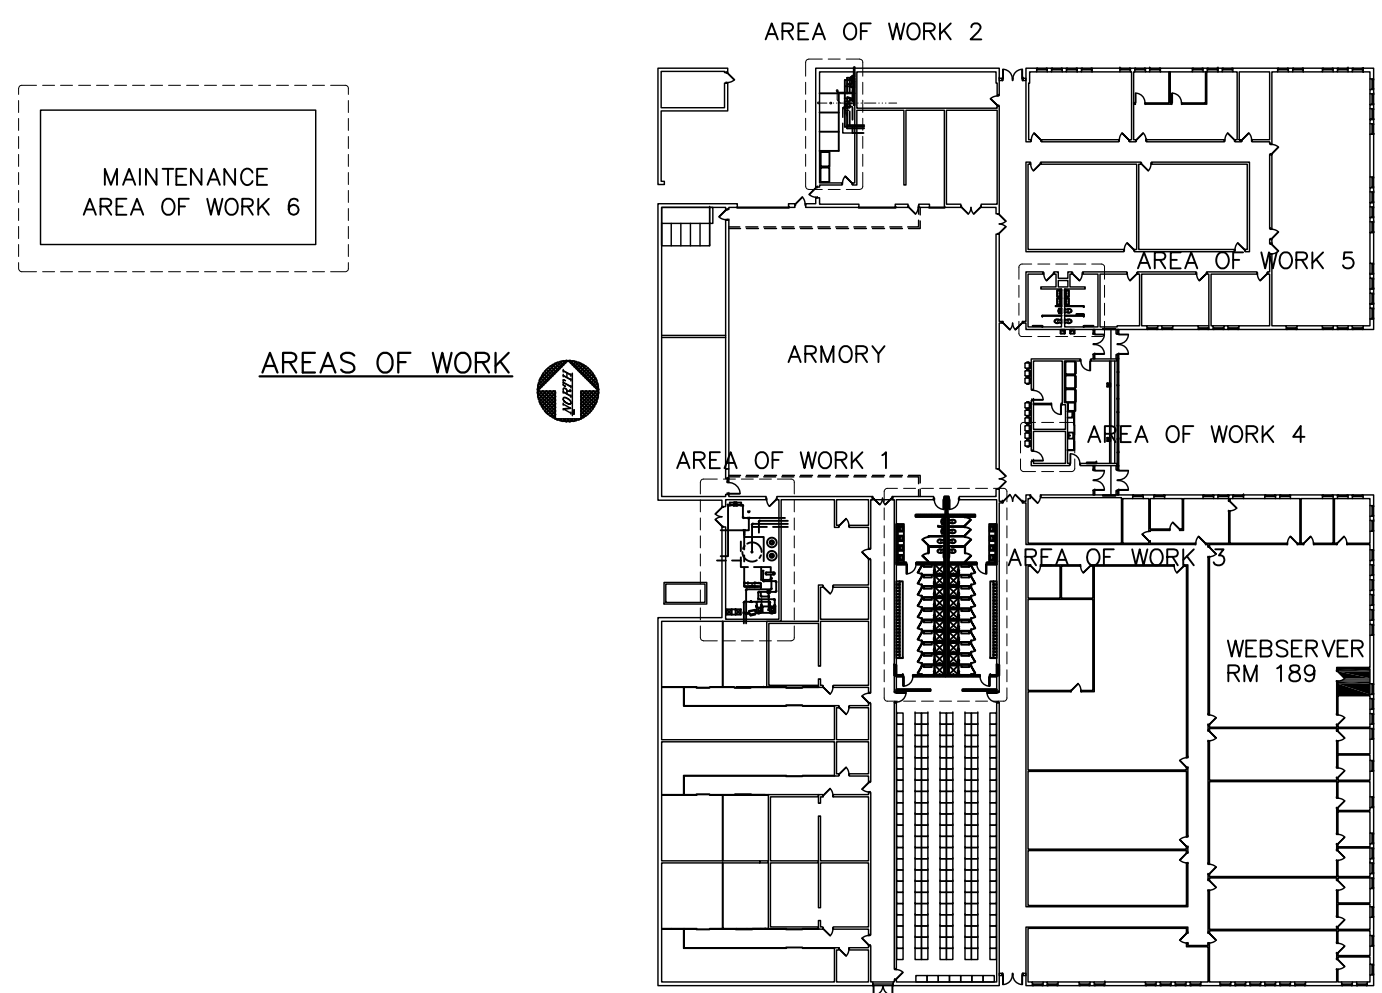 AREA OF WORK 2
MAINTENANCE
AREA OF WORK 6
AREA OF WORK 5
AREAS OF WORK
NORTH
ARMORY
AREA OF WORK 4
AREA OF WORK 1
AREA OF WORK 3
WEBSERVER
RM 189